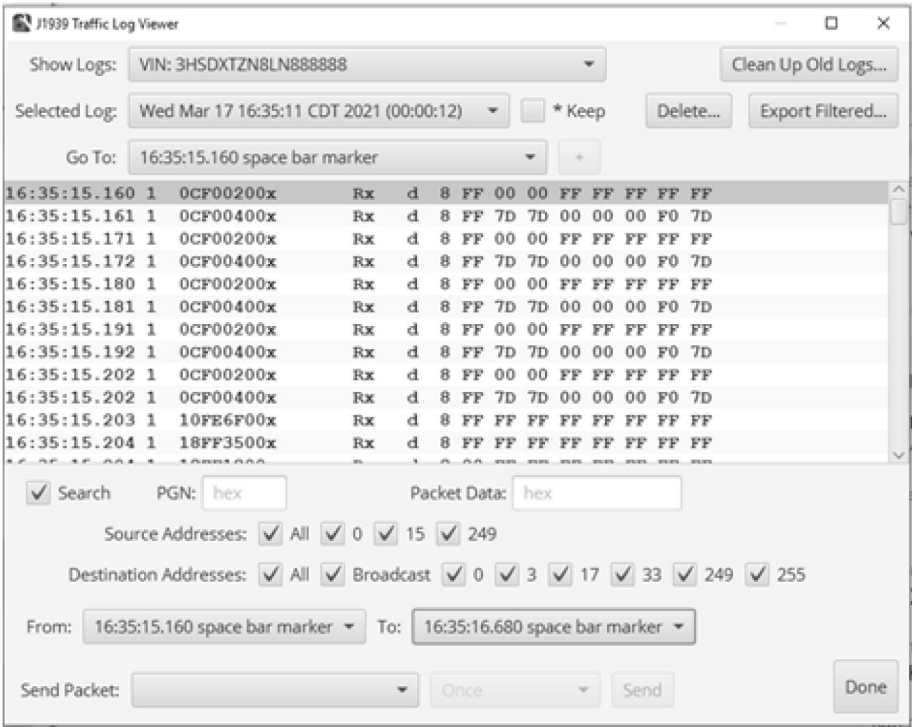 J1939 Traffic Log Viewer
Show Logs: VIN: 3HSDXTZN8LN888888 Clean Up Old Logs...
Selected Log: Wed Mar 17 16:35:11 CDT 2021 (00:00:12) * Keep Delete... Export Filtered...
Go To: 16:35:15.160 space bar marker +
16:35:15.160 1 0CF00200x Rx d 8 FF 00 00 FF FF FF FF FF
16:35:15.161 1 0CF00400x Rx d 8 FF 7D 7D 00 00 00 F0 7D
16:35:15.171 1 0CF00200x Rx d 8 FF 00 00 FF FF FF FF FF
16:35:15.172 1 0CF00400x Rx d 8 FF 7D 7D 00 00 00 F0 7D
16:35:15.180 1 0CF00200x Rx d 8 FF 00 00 FF FF FF FF FF
16:35:15.181 1 0CF00400x Rx d 8 FF 7D 7D 00 00 00 F0 7D
16:35:15.191 1 0CF00200x Rx d 8 FF 00 00 FF FF FF FF FF
16:35:15.192 1 0CF00400x Rx d 8 FF 7D 7D 00 00 00 F0 7D
16:35:15.202 1 0CF00200x Rx d 8 FF 00 00 FF FF FF FF FF
16:35:15.202 1 0CF00400x Rx d 8 FF 7D 7D 00 00 00 F0 7D
16:35:15.203 1 10FE6F00x Rx d 8 FF FF FF FF FF FF FF FF
16:35:15.204 1 18FF3500x Rx d 8 FF FF FF FF FF FF FF FF
Search PGN: hex Packet Data: hex
Source Addresses: All 0 15 249
Destination Addresses: All Broadcast 0 3 17 33 249 255
From: 16:35:15.160 space bar marker To: 16:35:16.680 space bar marker
Send Packet: Once Send Done